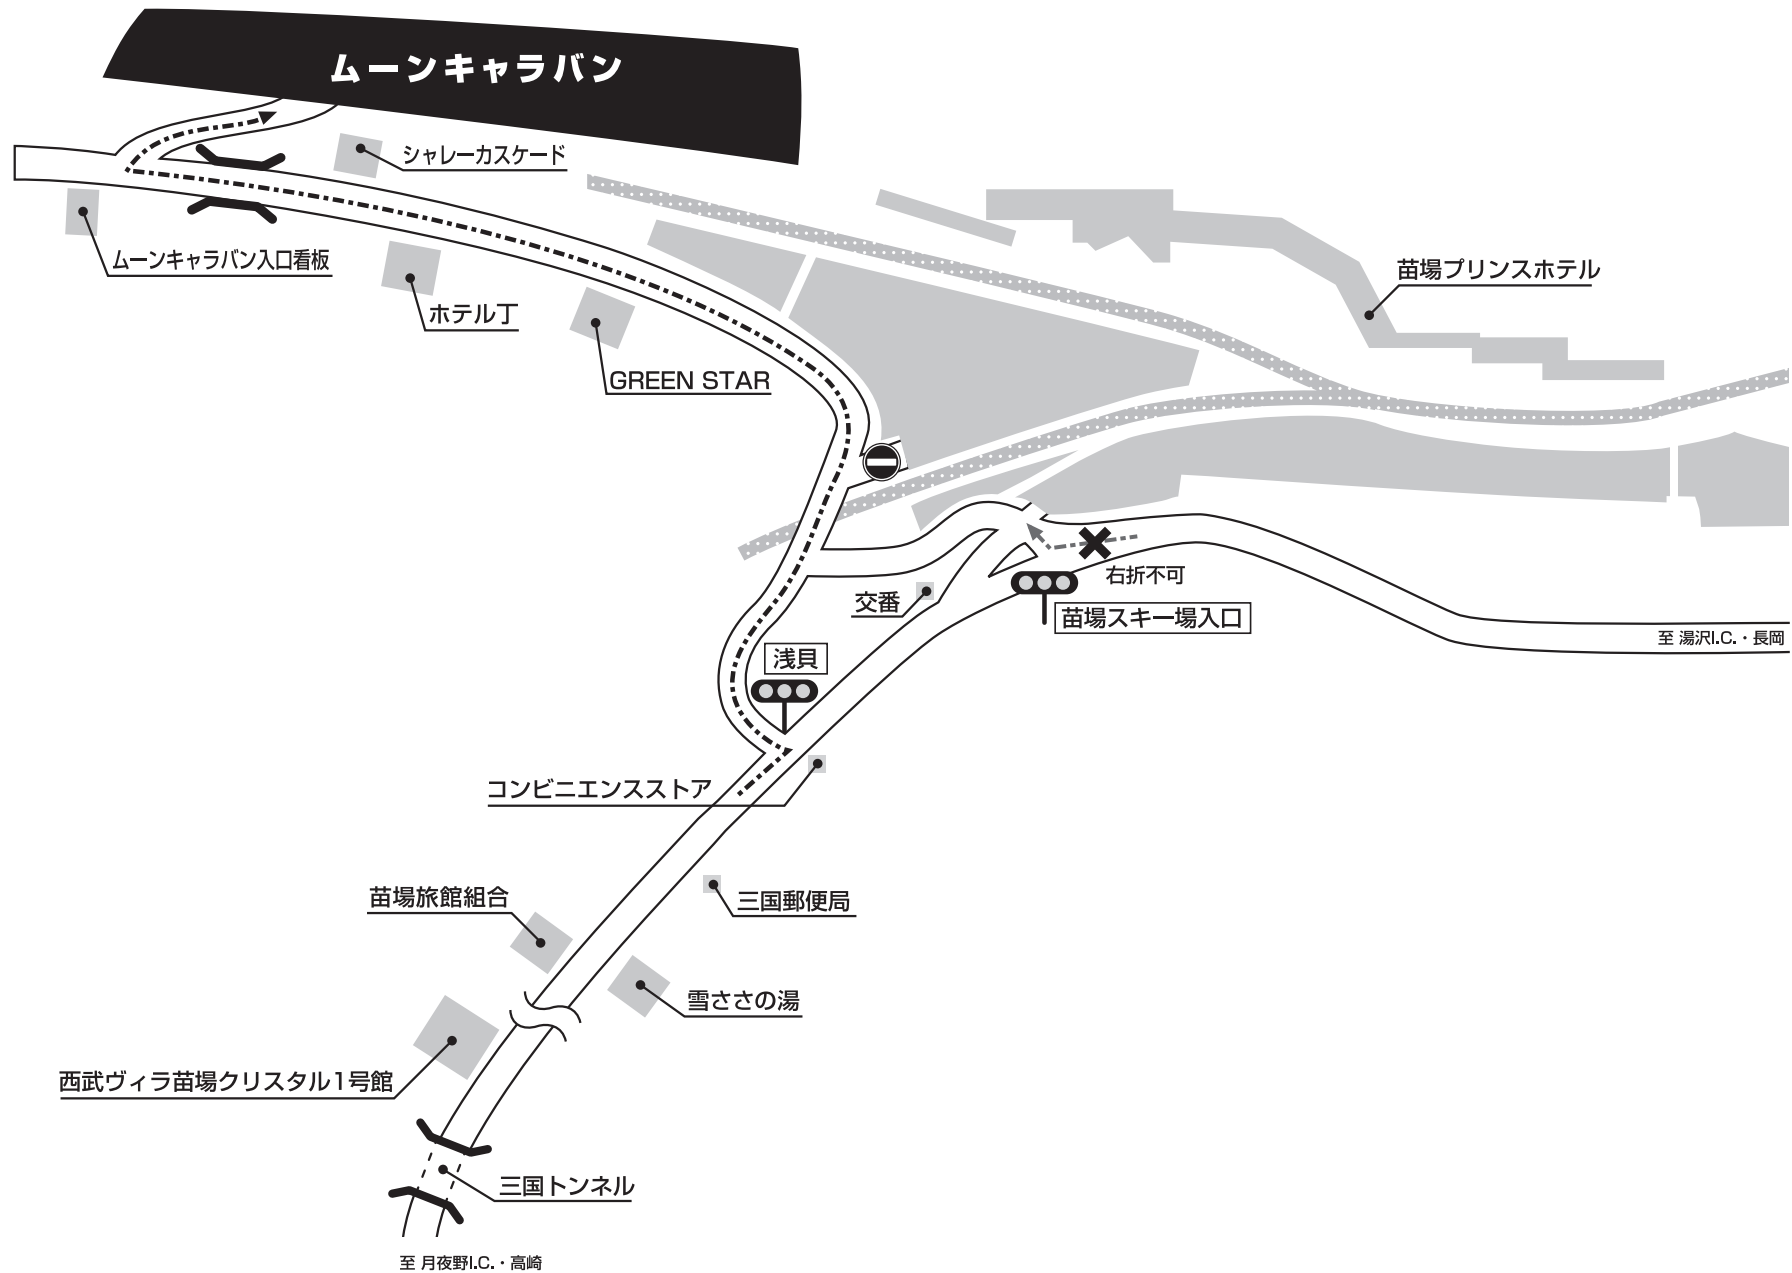 ムーンキャラバン
シャレーカスケード
ムーンキャラバン入口看板
苗場プリンスホテル
ホテル丁
GREEN STAR
右折不可
交番
苗場スキー場入口
至 湯沢I.C.・長岡
浅貝
コンビニエンスストア
苗場旅館組合
三国郵便局
雪ささの湯
西武ヴィラ苗場クリスタル1号館
三国トンネル
至 月夜野I.C.・高崎